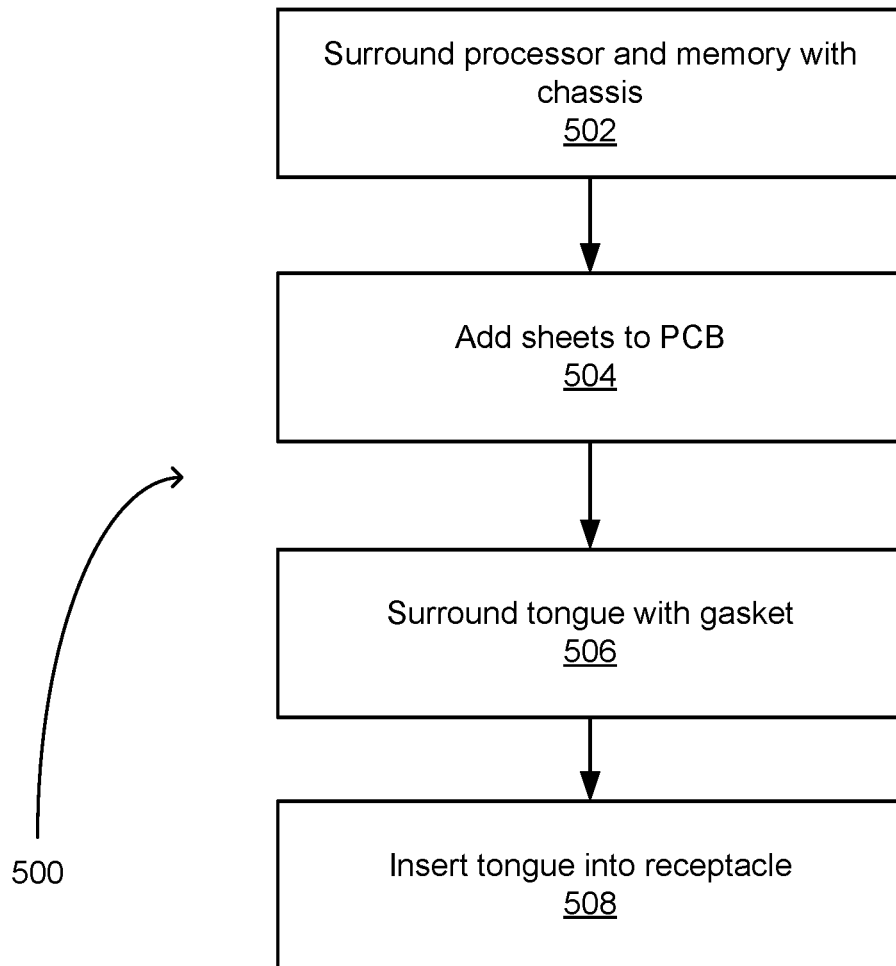 Surround processor and memory with
chassis
502
Add sheets to PCB
504
Surround tongue with gasket
506
Insert tongue into receptacle
508
500